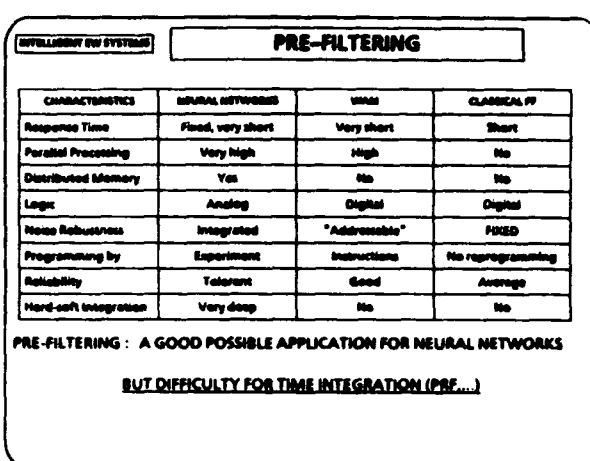 INTELLIGENT EW SYSTEMS
PRE-FILTERING
CHARACTERISTICS NEURAL NETWORKS WAM CLASSICAL PF
Response Time Fixed, very short Very short Short
Parallel Processing Very high High No
Distributed Memory Yes No No
Logic Analog Digital Digital
Noise Robustness Integrated "Addressable" FIXED
Programming by Experiment Instructions No reprogramming
Reliability Tolerant Good Average
Hard-soft integration Very deep No No
PRE-FILTERING : A GOOD POSSIBLE APPLICATION FOR NEURAL NETWORKS
BUT DIFFICULTY FOR TIME INTEGRATION (PRF....)